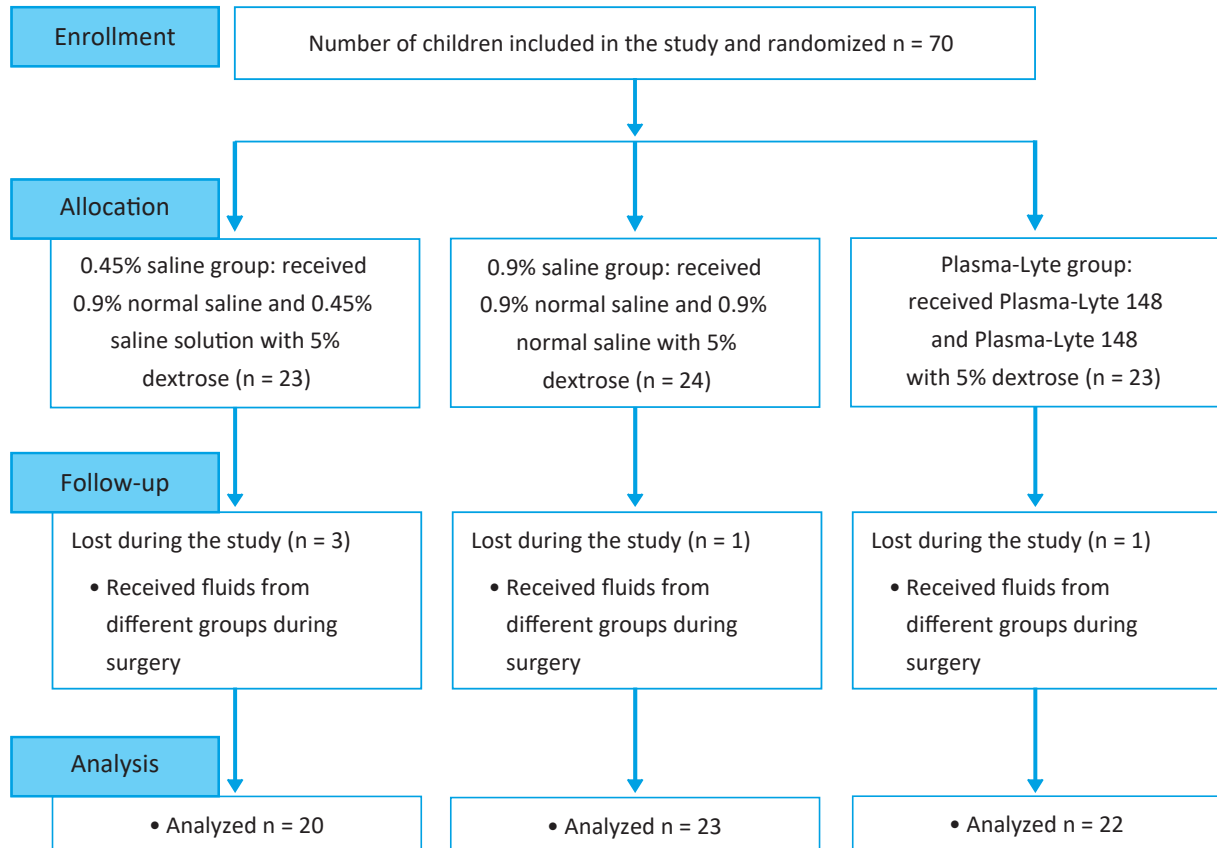 Enrollment
Number of children included in the study and randomized n = 70
Allocation
0.45% saline group: received
0.9% normal saline and 0.45%
saline solution with 5%
dextrose (n = 23)
0.9% saline group: received
0.9% normal saline and 0.9%
normal saline with 5%
dextrose (n = 24)
Plasma-Lyte group:
received Plasma-Lyte 148
and Plasma-Lyte 148
with 5% dextrose (n = 23)
Follow-up
Lost during the study (n = 3)
• Received fluids from
different groups during
surgery
Lost during the study (n = 1)
• Received fluids from
different groups during
surgery
Lost during the study (n = 1)
• Received fluids from
different groups during
surgery
Analysis
• Analyzed n = 20
• Analyzed n = 23
• Analyzed n = 22